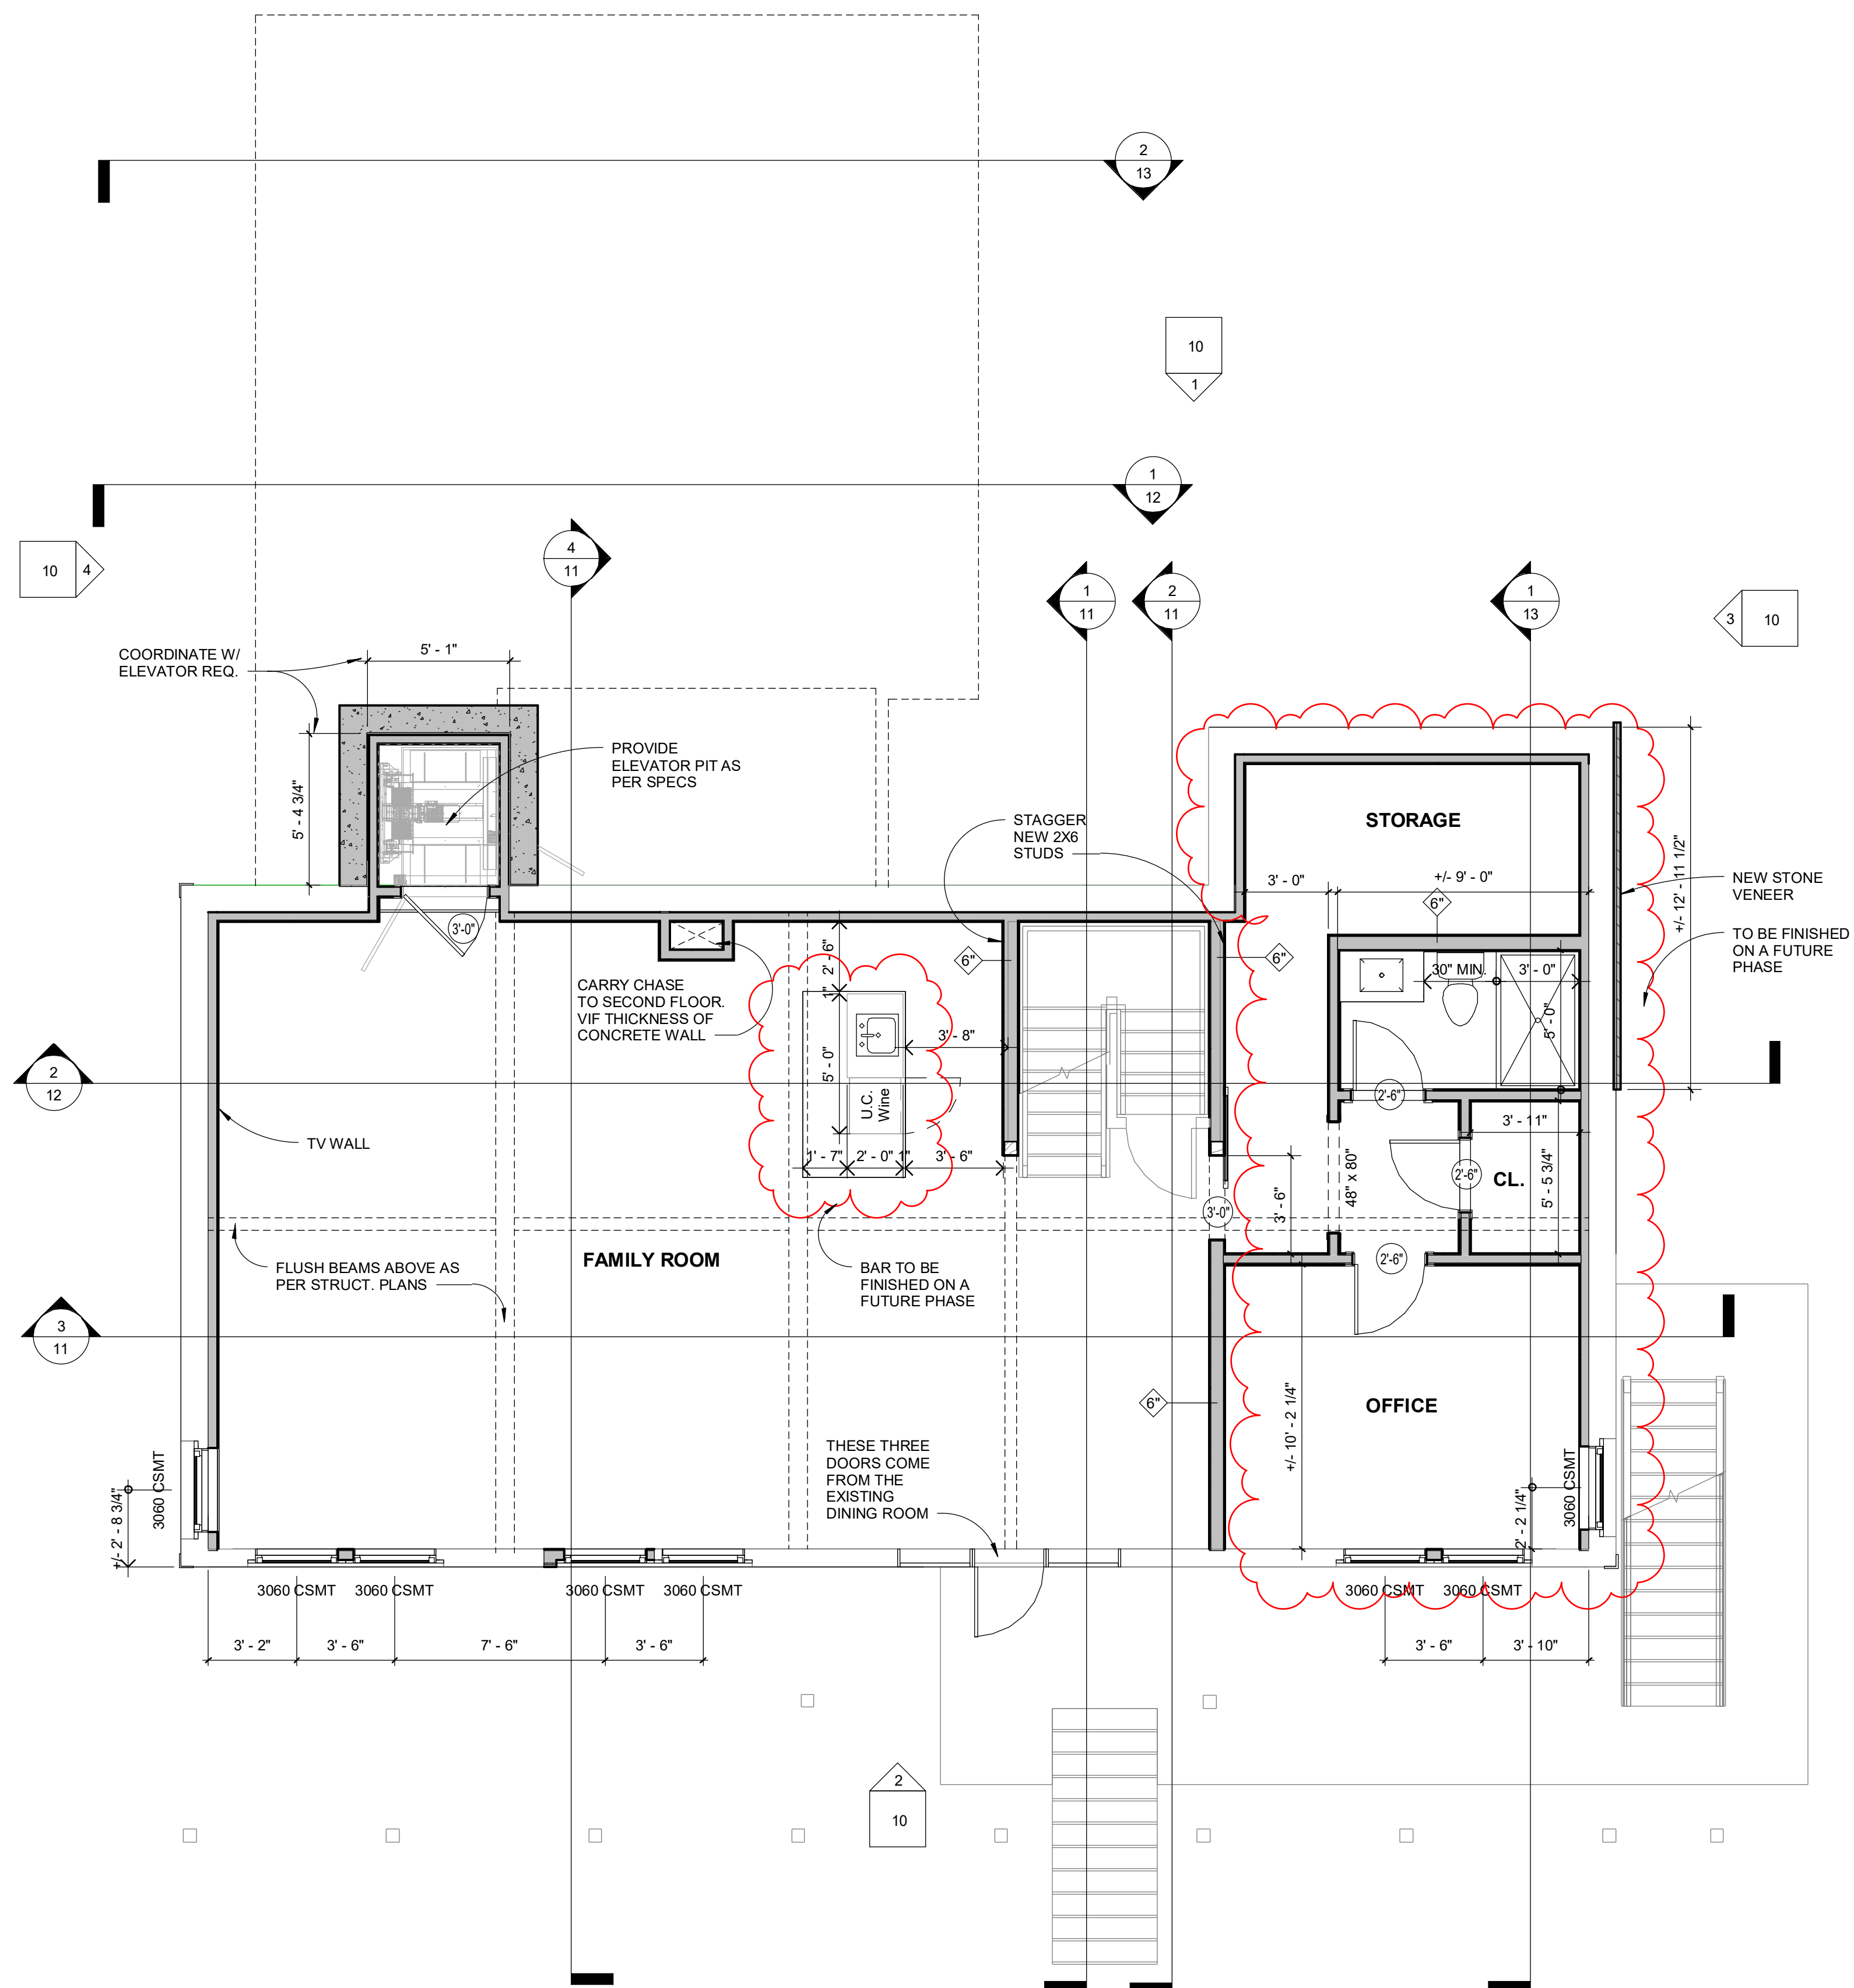 2
13
10
1
1
12
4
11
10
4
1
11
2
11
1
13
3
10
COORDINATE W/
ELEVATOR REQ.
5' - 1"
5' - 4 3/4"
PROVIDE
ELEVATOR PIT AS
PER SPECS
STAGGER
NEW 2X6
STUDS
STORAGE
3' - 0"
+/- 9' - 0"
6"
+/- 12' - 11 1/2"
NEW STONE
VENEER
TO BE FINISHED
ON A FUTURE
PHASE
3'-0"
2' - 6"
1"
6"
6"
30" MIN.
3' - 0"
5' - 0"
CARRY CHASE
TO SECOND FLOOR.
VIF THICKNESS OF
CONCRETE WALL
3' - 8"
5' - 0"
U.C.
Wine
2
12
2'-6"
3' - 11"
TV WALL
1' - 7"
2' - 0"
1"
3' - 6"
48" x 80"
2'-6"
CL.
5' - 5 3/4"
3'-0"
3' - 6"
FAMILY ROOM
2'-6"
FLUSH BEAMS ABOVE AS
PER STRUCT. PLANS
BAR TO BE
FINISHED ON A
FUTURE PHASE
3
11
6"
OFFICE
+/- 10' - 2 1/4"
THESE THREE
DOORS COME
FROM THE
EXISTING
DINING ROOM
3060 CSMT
+/- 2' - 8 3/4"
2' - 2 1/4"
3060 CSMT
3060 CSMT
3060 CSMT
3060 CSMT
3060 CSMT
3060 CSMT
3060 CSMT
3' - 2"
3' - 6"
7' - 6"
3' - 6"
3' - 6"
3' - 10"
2
10